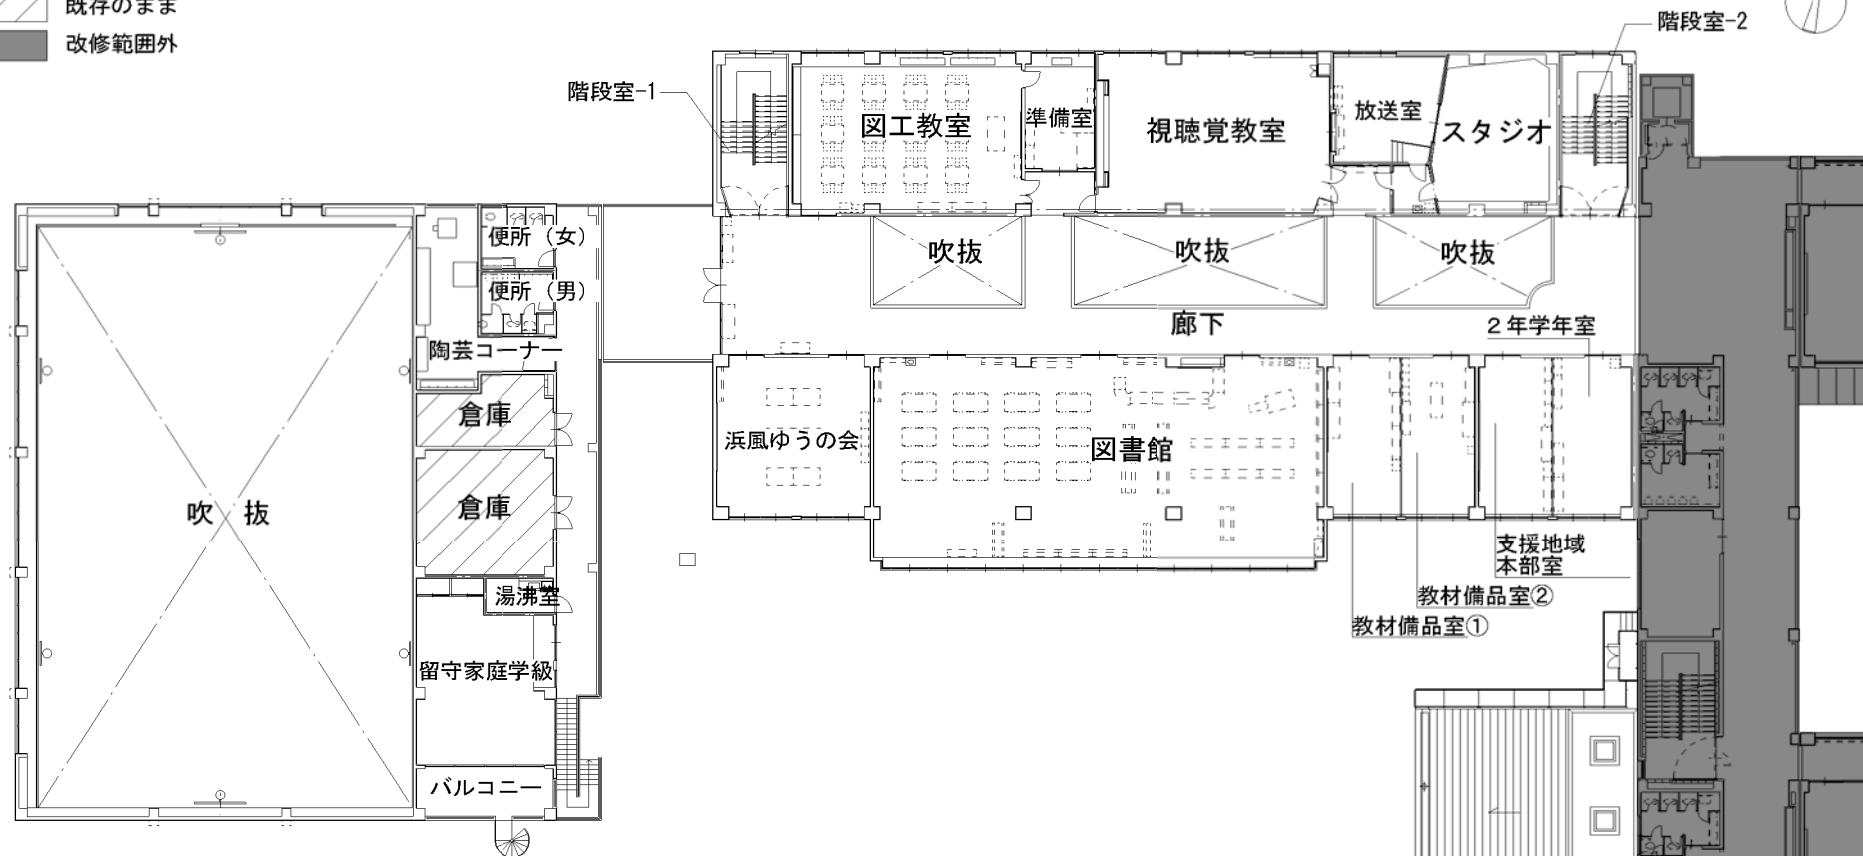 既存のまま
改修範囲外
階段室-2
階段室-1
図工教室
準備室
視聴覚教室
放送室
スタジオ
便所（女）
便所（男）
吹抜
吹抜
吹抜
廊下
2年学年室
陶芸コーナー
倉庫
浜風ゆうの会
図書館
吹 抜
倉庫
支援地域
本部室
湯沸室
教材備品室②
教材備品室①
留守家庭学級
バルコニー